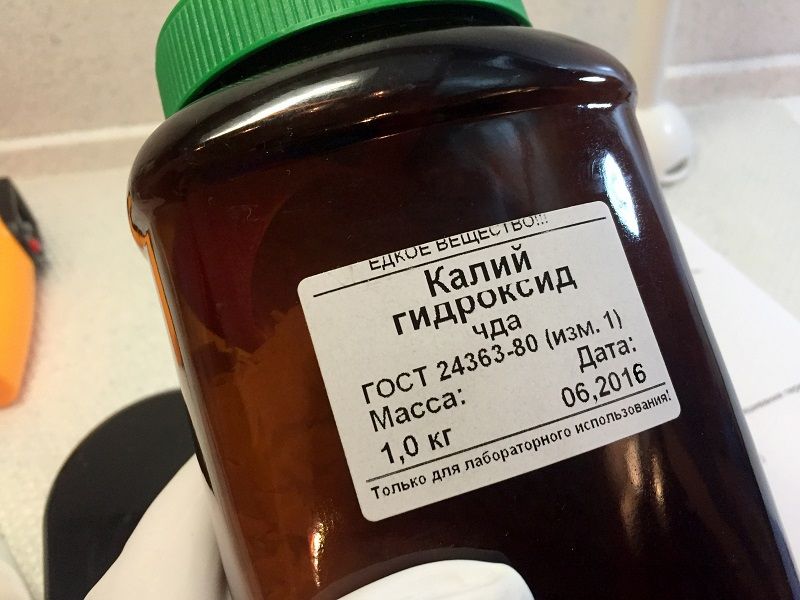 ЕДКОЕ ВЕЩЕСТВО!!!
Калий
гидроксид
чда
ГОСТ 24363-80 (изм. 1)
Масса: Дата:
1,0 кг 06,2016
Только для лабораторного использования!